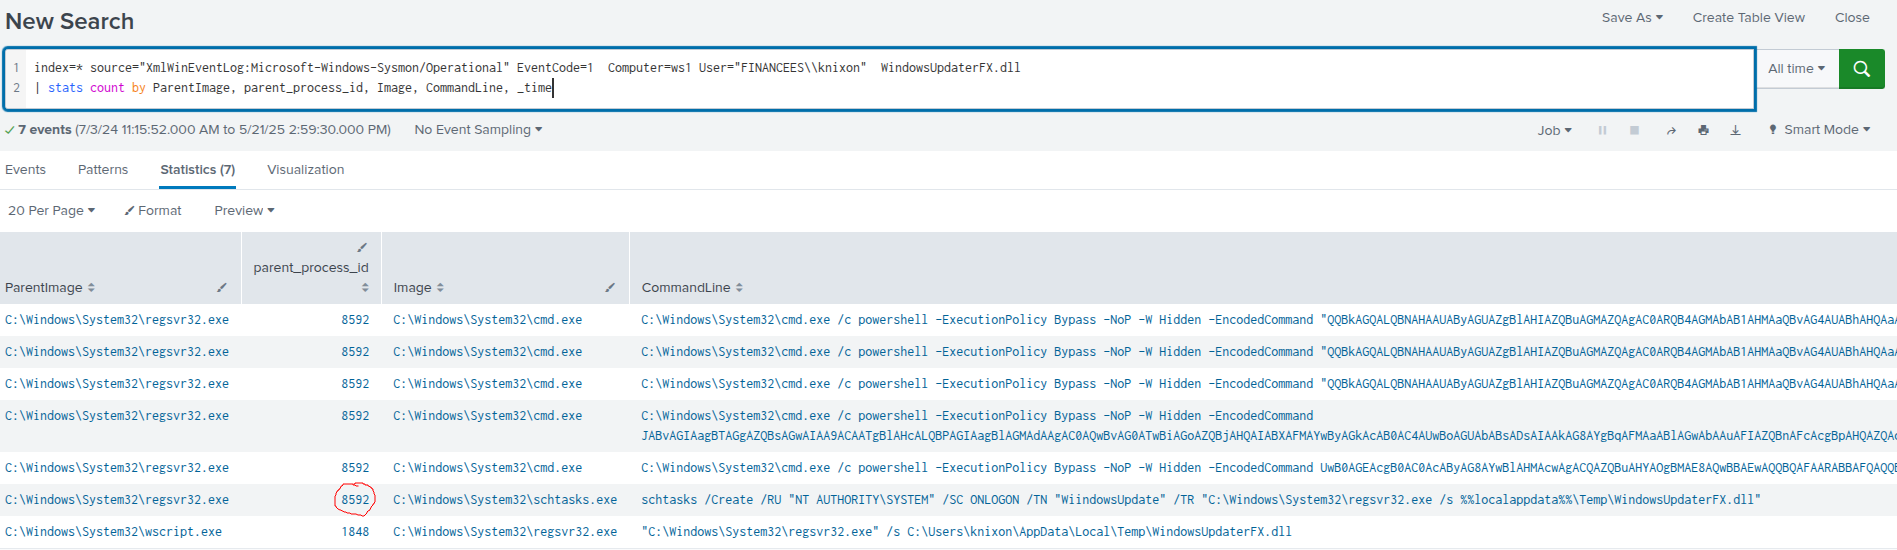 New Search
Save As Create Table View Close
1 index=* source="XmlWinEventLog:Microsoft-Windows-Sysmon/Operational" EventCode=1 Computer=ws1 User="FINANCEES\\knixon" WindowsUpdaterFX.dll
2 | stats count by ParentImage, parent_process_id, Image, CommandLine, _time
All time
7 events (7/3/24 11:15:52.000 AM to 5/21/25 2:59:30.000 PM) No Event Sampling
Job Smart Mode
Events Patterns Statistics (7) Visualization
20 Per Page Format Preview
ParentImage parent_process_id Image CommandLine
C:\Windows\System32\regsvr32.exe 8592 C:\Windows\System32\cmd.exe C:\Windows\System32\cmd.exe /c powershell -ExecutionPolicy Bypass -NoP -W Hidden -EncodedCommand
C:\Windows\System32\regsvr32.exe 8592 C:\Windows\System32\cmd.exe C:\Windows\System32\cmd.exe /c powershell -ExecutionPolicy Bypass -NoP -W Hidden -EncodedCommand
C:\Windows\System32\regsvr32.exe 8592 C:\Windows\System32\cmd.exe C:\Windows\System32\cmd.exe /c powershell -ExecutionPolicy Bypass -NoP -W Hidden -EncodedCommand
C:\Windows\System32\regsvr32.exe 8592 C:\Windows\System32\cmd.exe C:\Windows\System32\cmd.exe /c powershell -ExecutionPolicy Bypass -NoP -W Hidden -EncodedCommand
C:\Windows\System32\regsvr32.exe 8592 C:\Windows\System32\cmd.exe C:\Windows\System32\cmd.exe /c powershell -ExecutionPolicy Bypass -NoP -W Hidden -EncodedCommand
C:\Windows\System32\regsvr32.exe 8592 C:\Windows\System32\schtasks.exe schtasks /Create /RU "NT AUTHORITY\SYSTEM" /SC ONLOGON /TN "WiindowsUpdate" /TR "C:\Windows\System32\regsvr32.exe /s %%localappdata%%\Temp\WindowsUpdaterFX.dll"
C:\Windows\System32\wscript.exe 1848 C:\Windows\System32\regsvr32.exe "C:\Windows\System32\regsvr32.exe" /s C:\Users\knixon\AppData\Local\Temp\WindowsUpdaterFX.dll